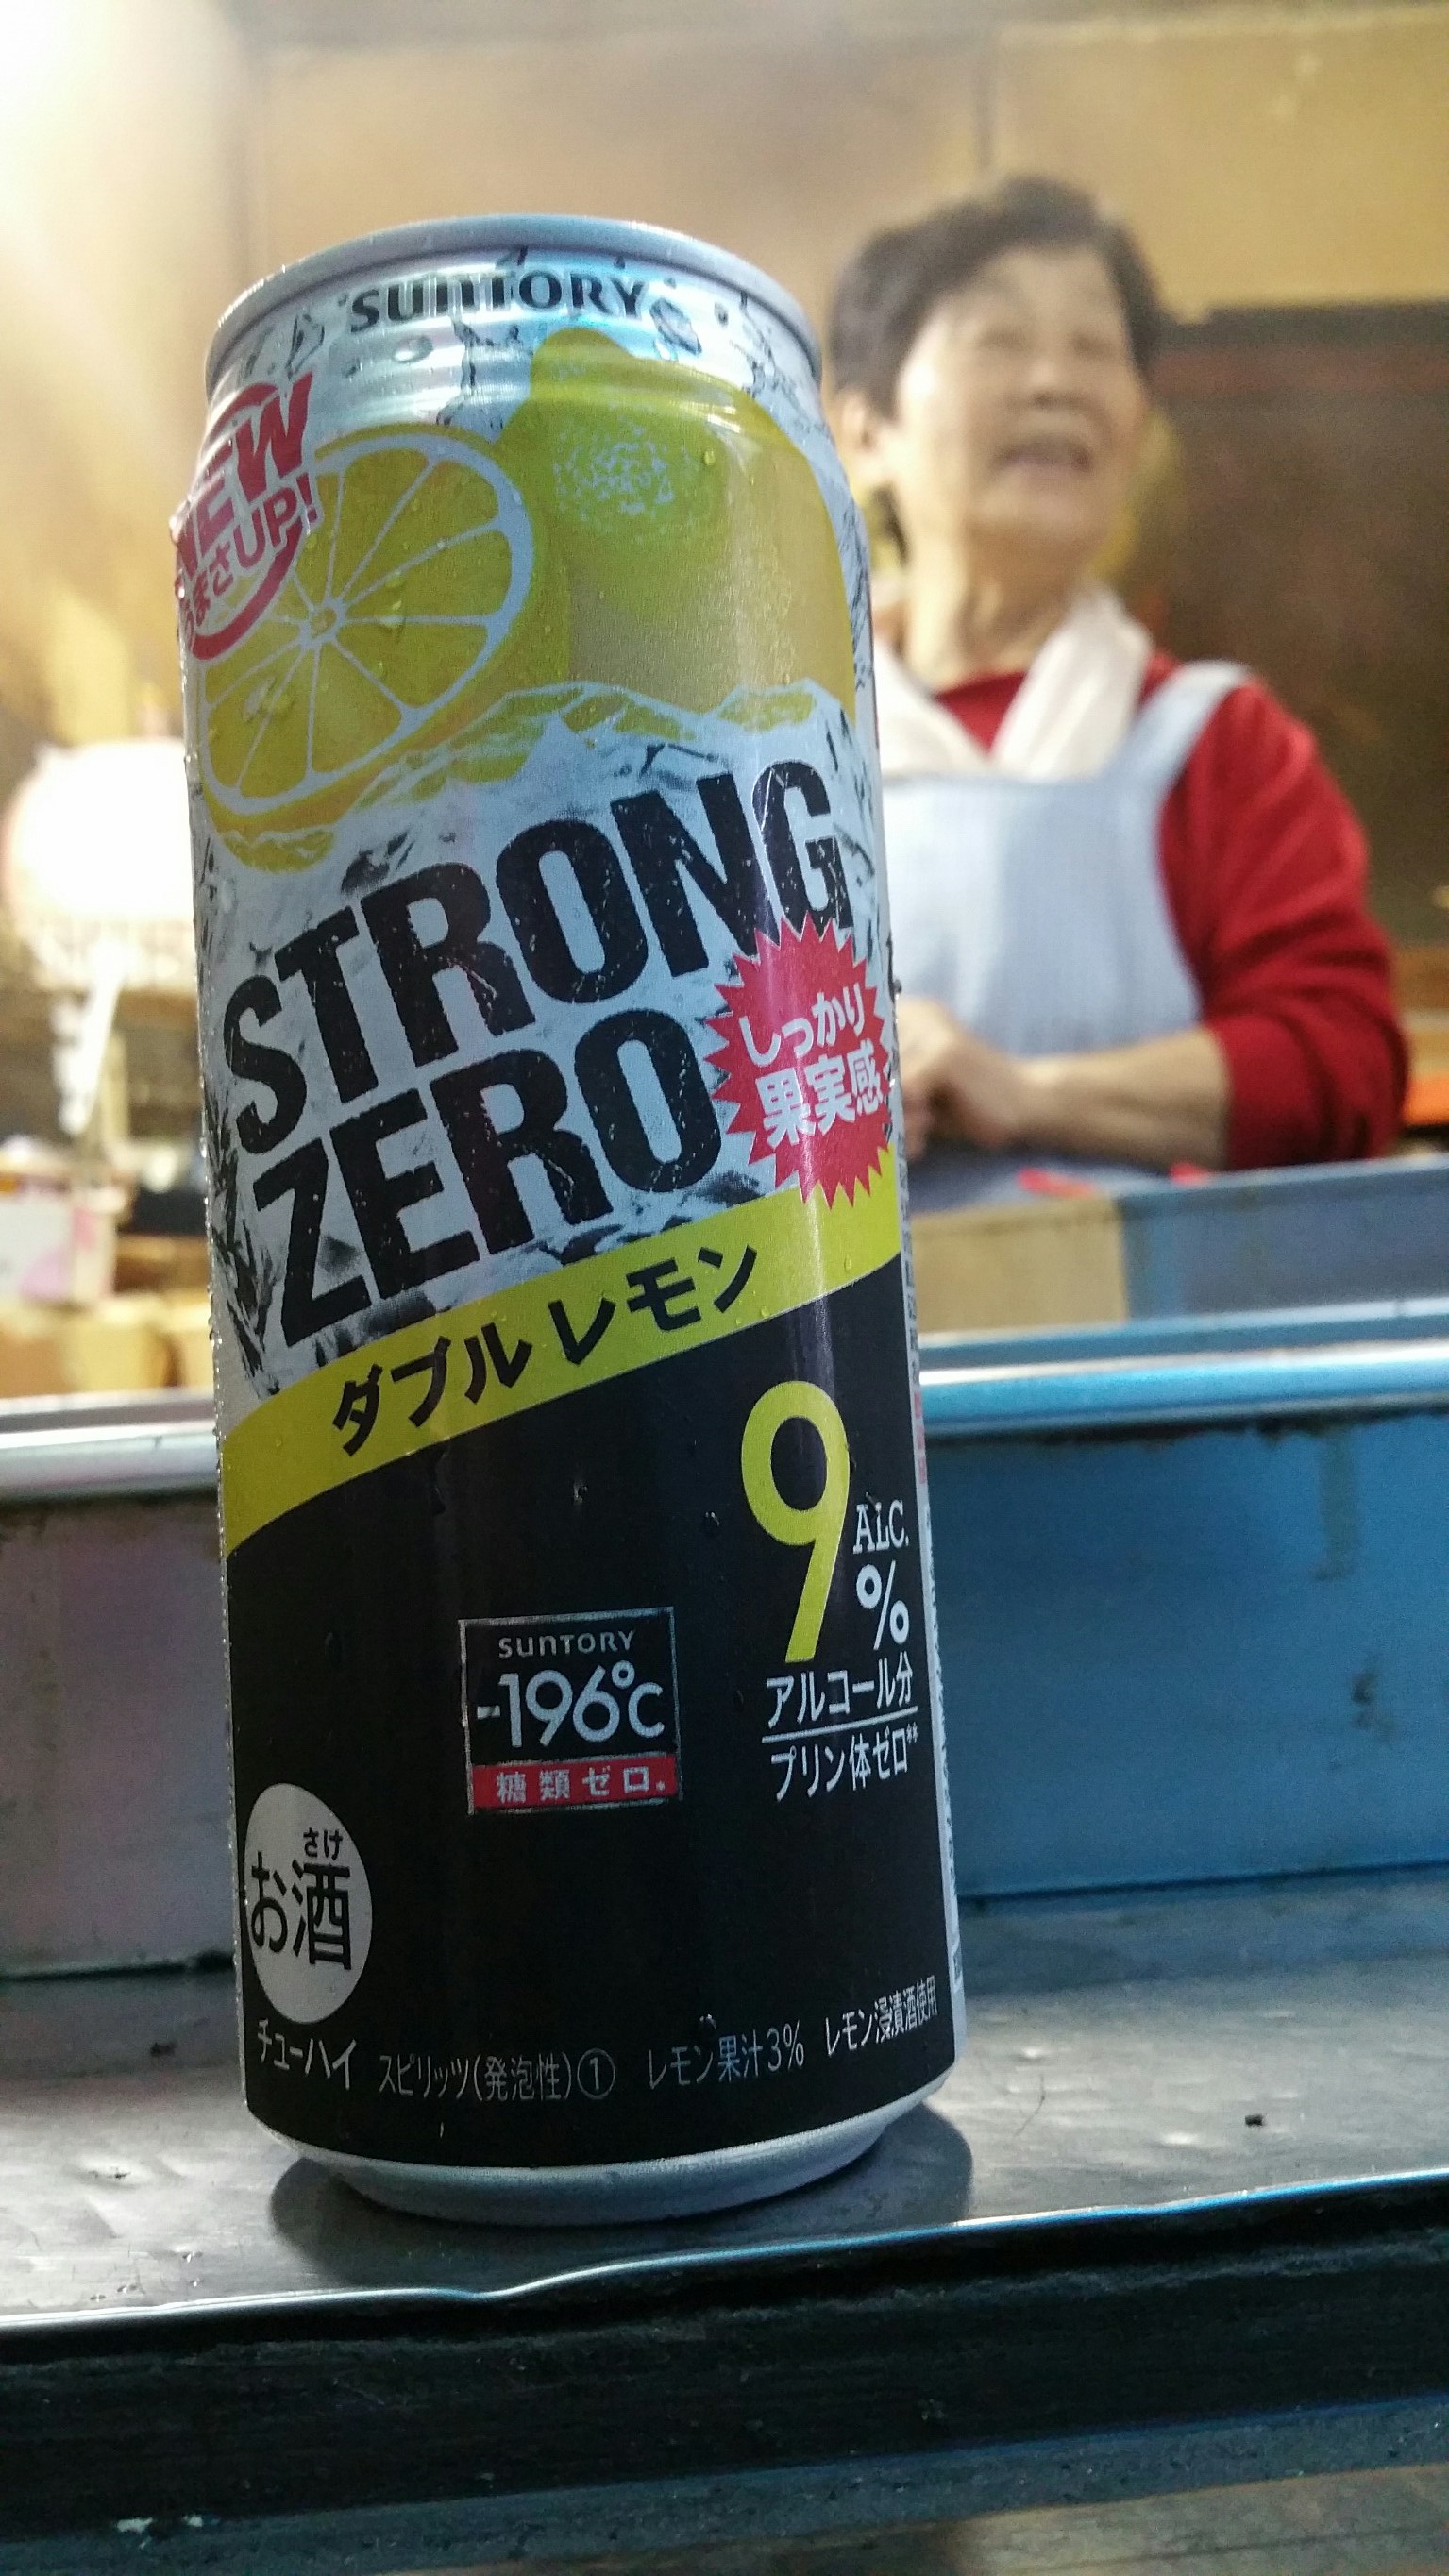 SUNTORY
NEW
うまさUP!
STRONG
ZERO
しっかり
果実感
ダブルレモン
9
ALC.
%
アルコール分
プリン体ゼロ**
SUNTORY
-196℃
糖類ゼロ*
さけ
お酒
チューハイ スピリッツ(発泡性)① レモン果汁3% レモン浸漬酒使用